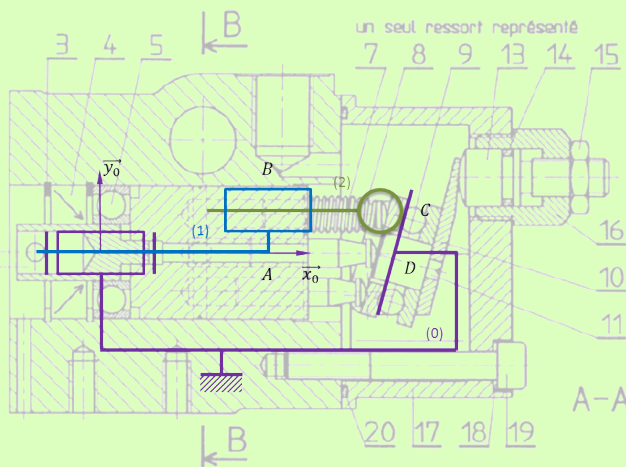 B
un seul ressort représenté
3 4 5 7 8 9 13 14 15
y₀
B
(2)
C
(1)
16
A
x₀
D
10
(0)
11
A-A
B
20 17 18 19